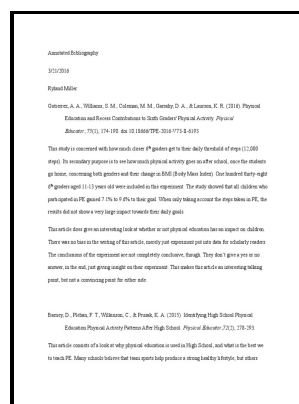 Annotated Bibliography
3/21/2016
Ryland Miller
Gutierez, A. A., Williams, S. M., Coleman, M. M., Garrahy, D. A., & Laurson, K. R. (2016). Physical
Education and Recess Contributions to Sixth Graders' Physical Activity. Physical
Educator, 73(1), 174-190. doi:10.18666/TPE-2016-V73-I1-6193
This study is concerned with how much closer 6th graders get to their daily threshold of steps (12,000
steps). Its secondary purpose is to see how much physical activity goes on after school, once the students
go home, concerning both genders and their change in BMI (Body Mass Index). One hundred thirty-eight
6th graders aged 11-13 years old were included in this experiment. The study showed that all children who
participated in PE gained 7.1% to 9.6% to their goal. When only taking account the steps taken in PE, the
results did not show a very large impact towards their daily goals.
This article does give an interesting look at whether or not physical education has an impact on children.
There was no bias in the writing of this article, merely just experiment put into data for scholarly readers.
The conclusions of the experiment are not completely conclusive, though. They don't give a yes or no
answer, in the end, just giving insight on their experiment. This makes this article an interesting talking
point, but not a convincing point for either side.
Barney, D., Pleban, F. T., Wilkinson, C., & Prusak, K. A. (2015). Identifying High School Physical
Education Physical Activity Patterns After High School. Physical Educator, 72(2), 278-293.
This article consists of a look at why physical education is used in High School, and what is the best way
to teach PE. Many schools believe that team sports help produce a strong healthy lifestyle, but others